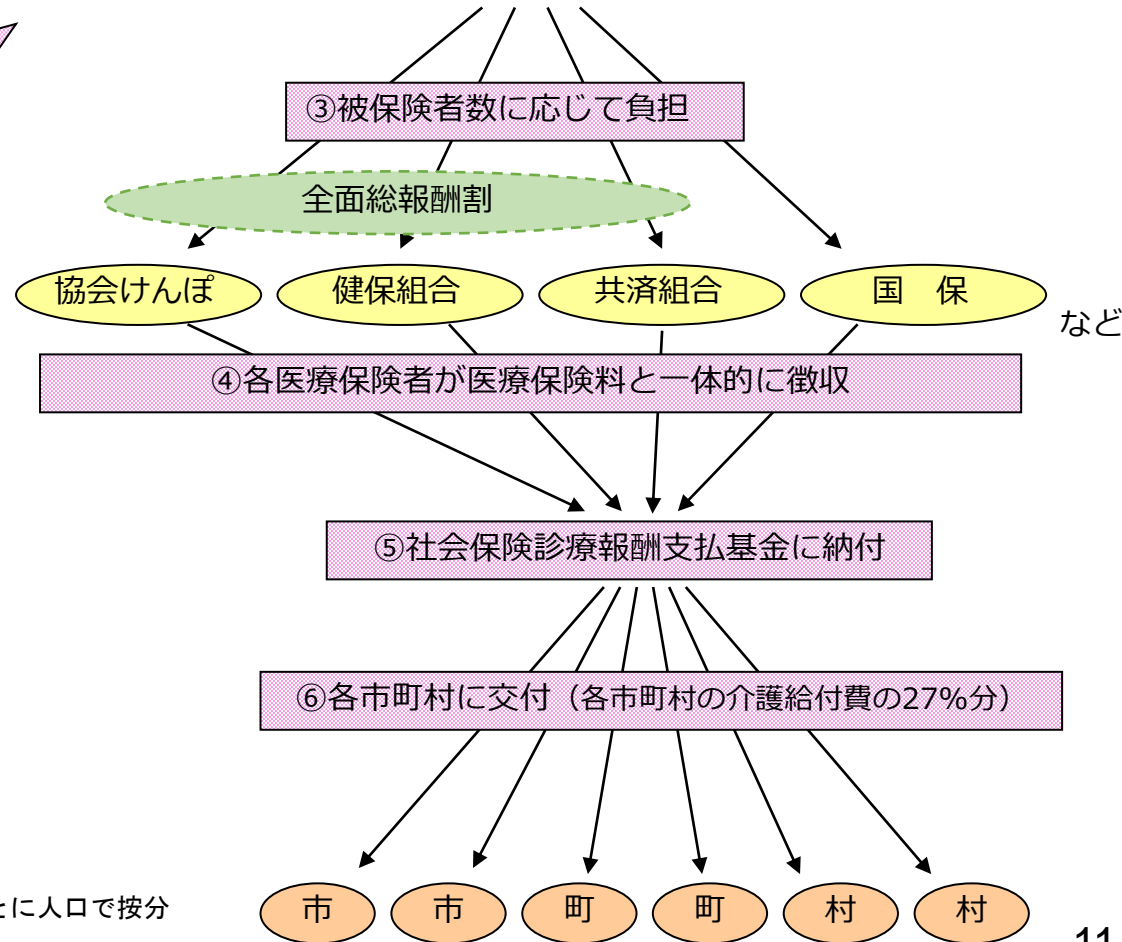 ③被保険者数に応じて負担
全面総報酬割
協会けんぽ
健保組合
共済組合
国　保
など
④各医療保険者が医療保険料と一体的に徴収
⑤社会保険診療報酬支払基金に納付
⑥各市町村に交付（各市町村の介護給付費の27%分）
市
市
町
町
村
村
とに人口で按分
11